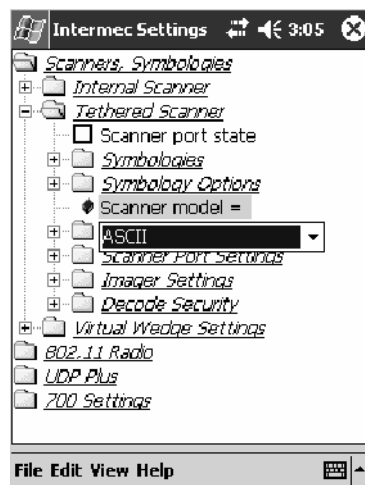 Intermec Settings 3:05
Scanners, Symbologies
Internal Scanner
Tethered Scanner
Scanner port state
Symbologies
Symbology Options
Scanner model =
ASCII
Scanner Port Settings
Imager Settings
Decode Security
Virtual Wedge Settings
802.11 Radio
UDP Plus
700 Settings
File Edit View Help